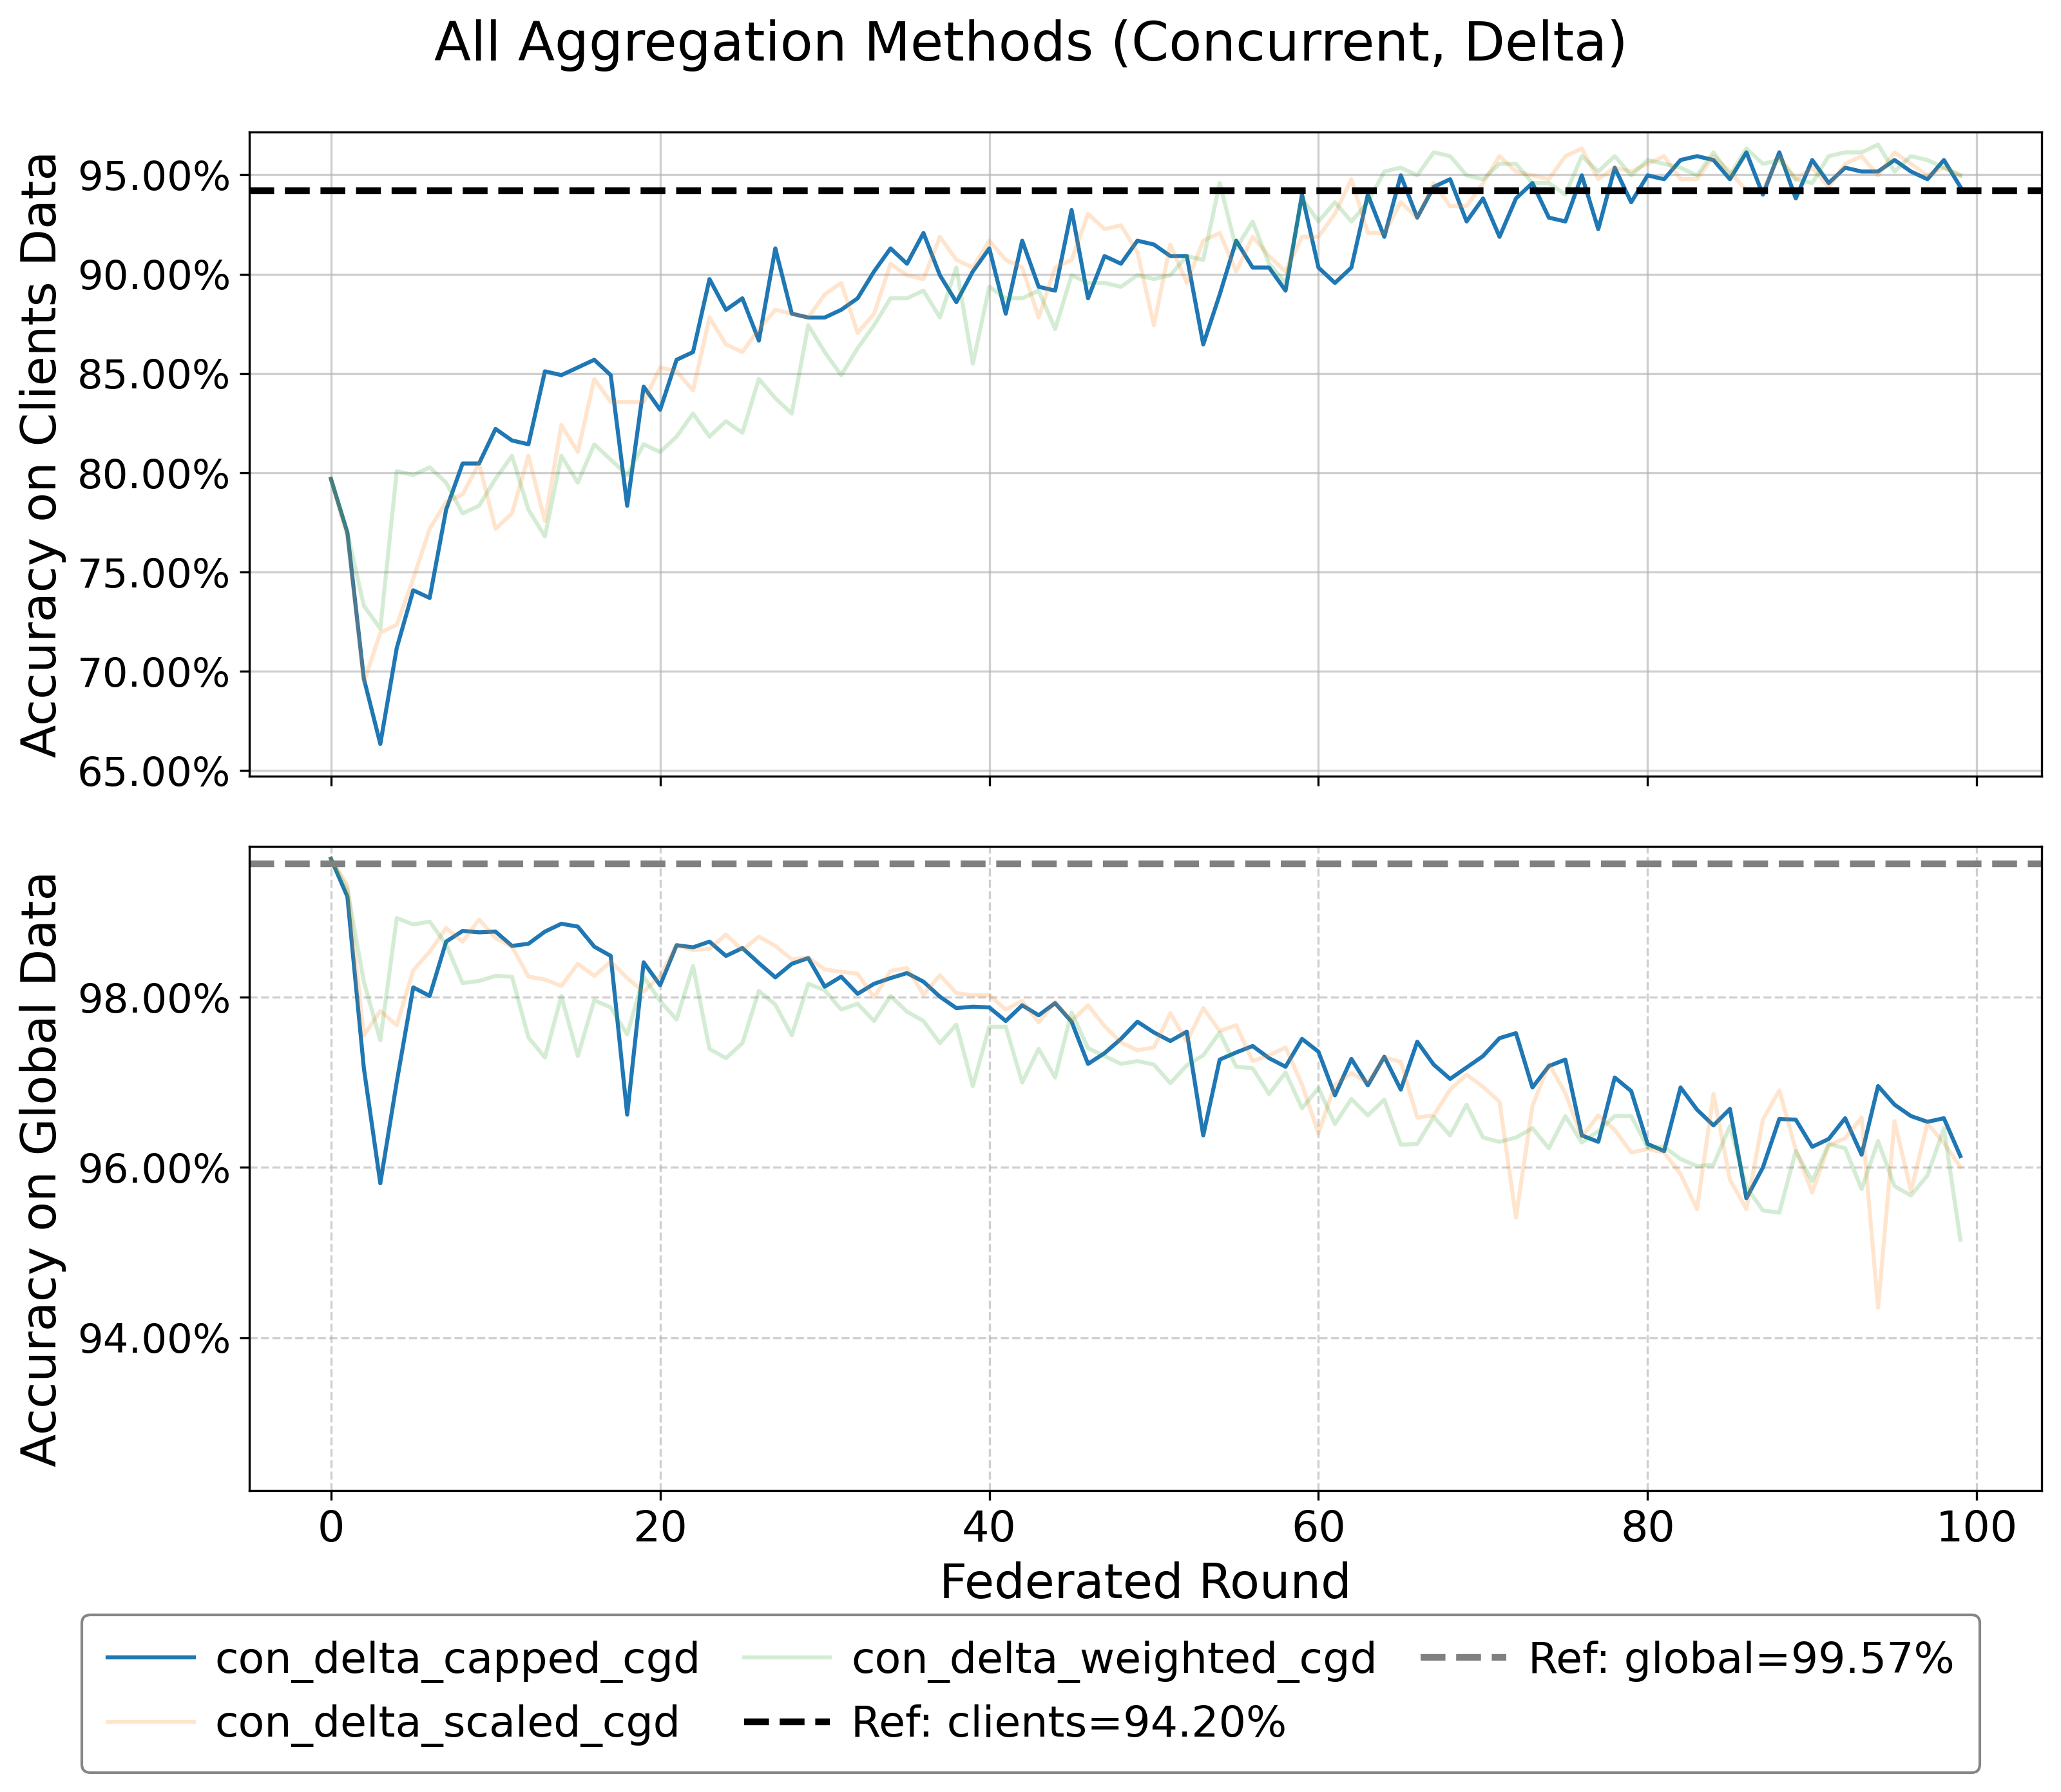 All Aggregation Methods (Concurrent, Delta)
Accuracy on Clients Data
95.00%
90.00%
85.00%
80.00%
75.00%
70.00%
65.00%
Accuracy on Global Data
98.00%
96.00%
94.00%
0 20 40 60 80 100
Federated Round
con_delta_capped_cgd
con_delta_scaled_cgd
con_delta_weighted_cgd
Ref: clients=94.20%
Ref: global=99.57%